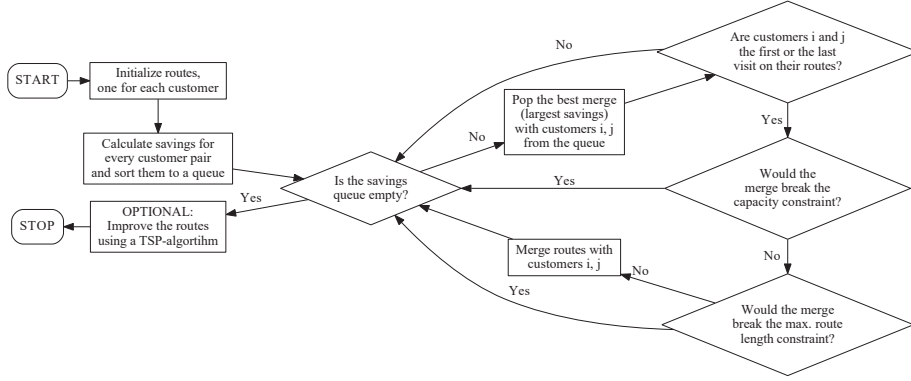 START
Initialize routes,
one for each customer
Calculate savings for
every customer pair
and sort them to a queue
Is the savings
queue empty?
No
Pop the best merge
(largest savings)
with customers i, j
from the queue
Are customers i and j
the first or the last
visit on their routes?
No
Yes
Would the
merge break the
capacity constraint?
Yes
No
Would the merge
break the max. route
length constraint?
No
Merge routes with
customers i, j
Yes
Yes
OPTIONAL:
Improve the routes
using a TSP-algortihm
STOP